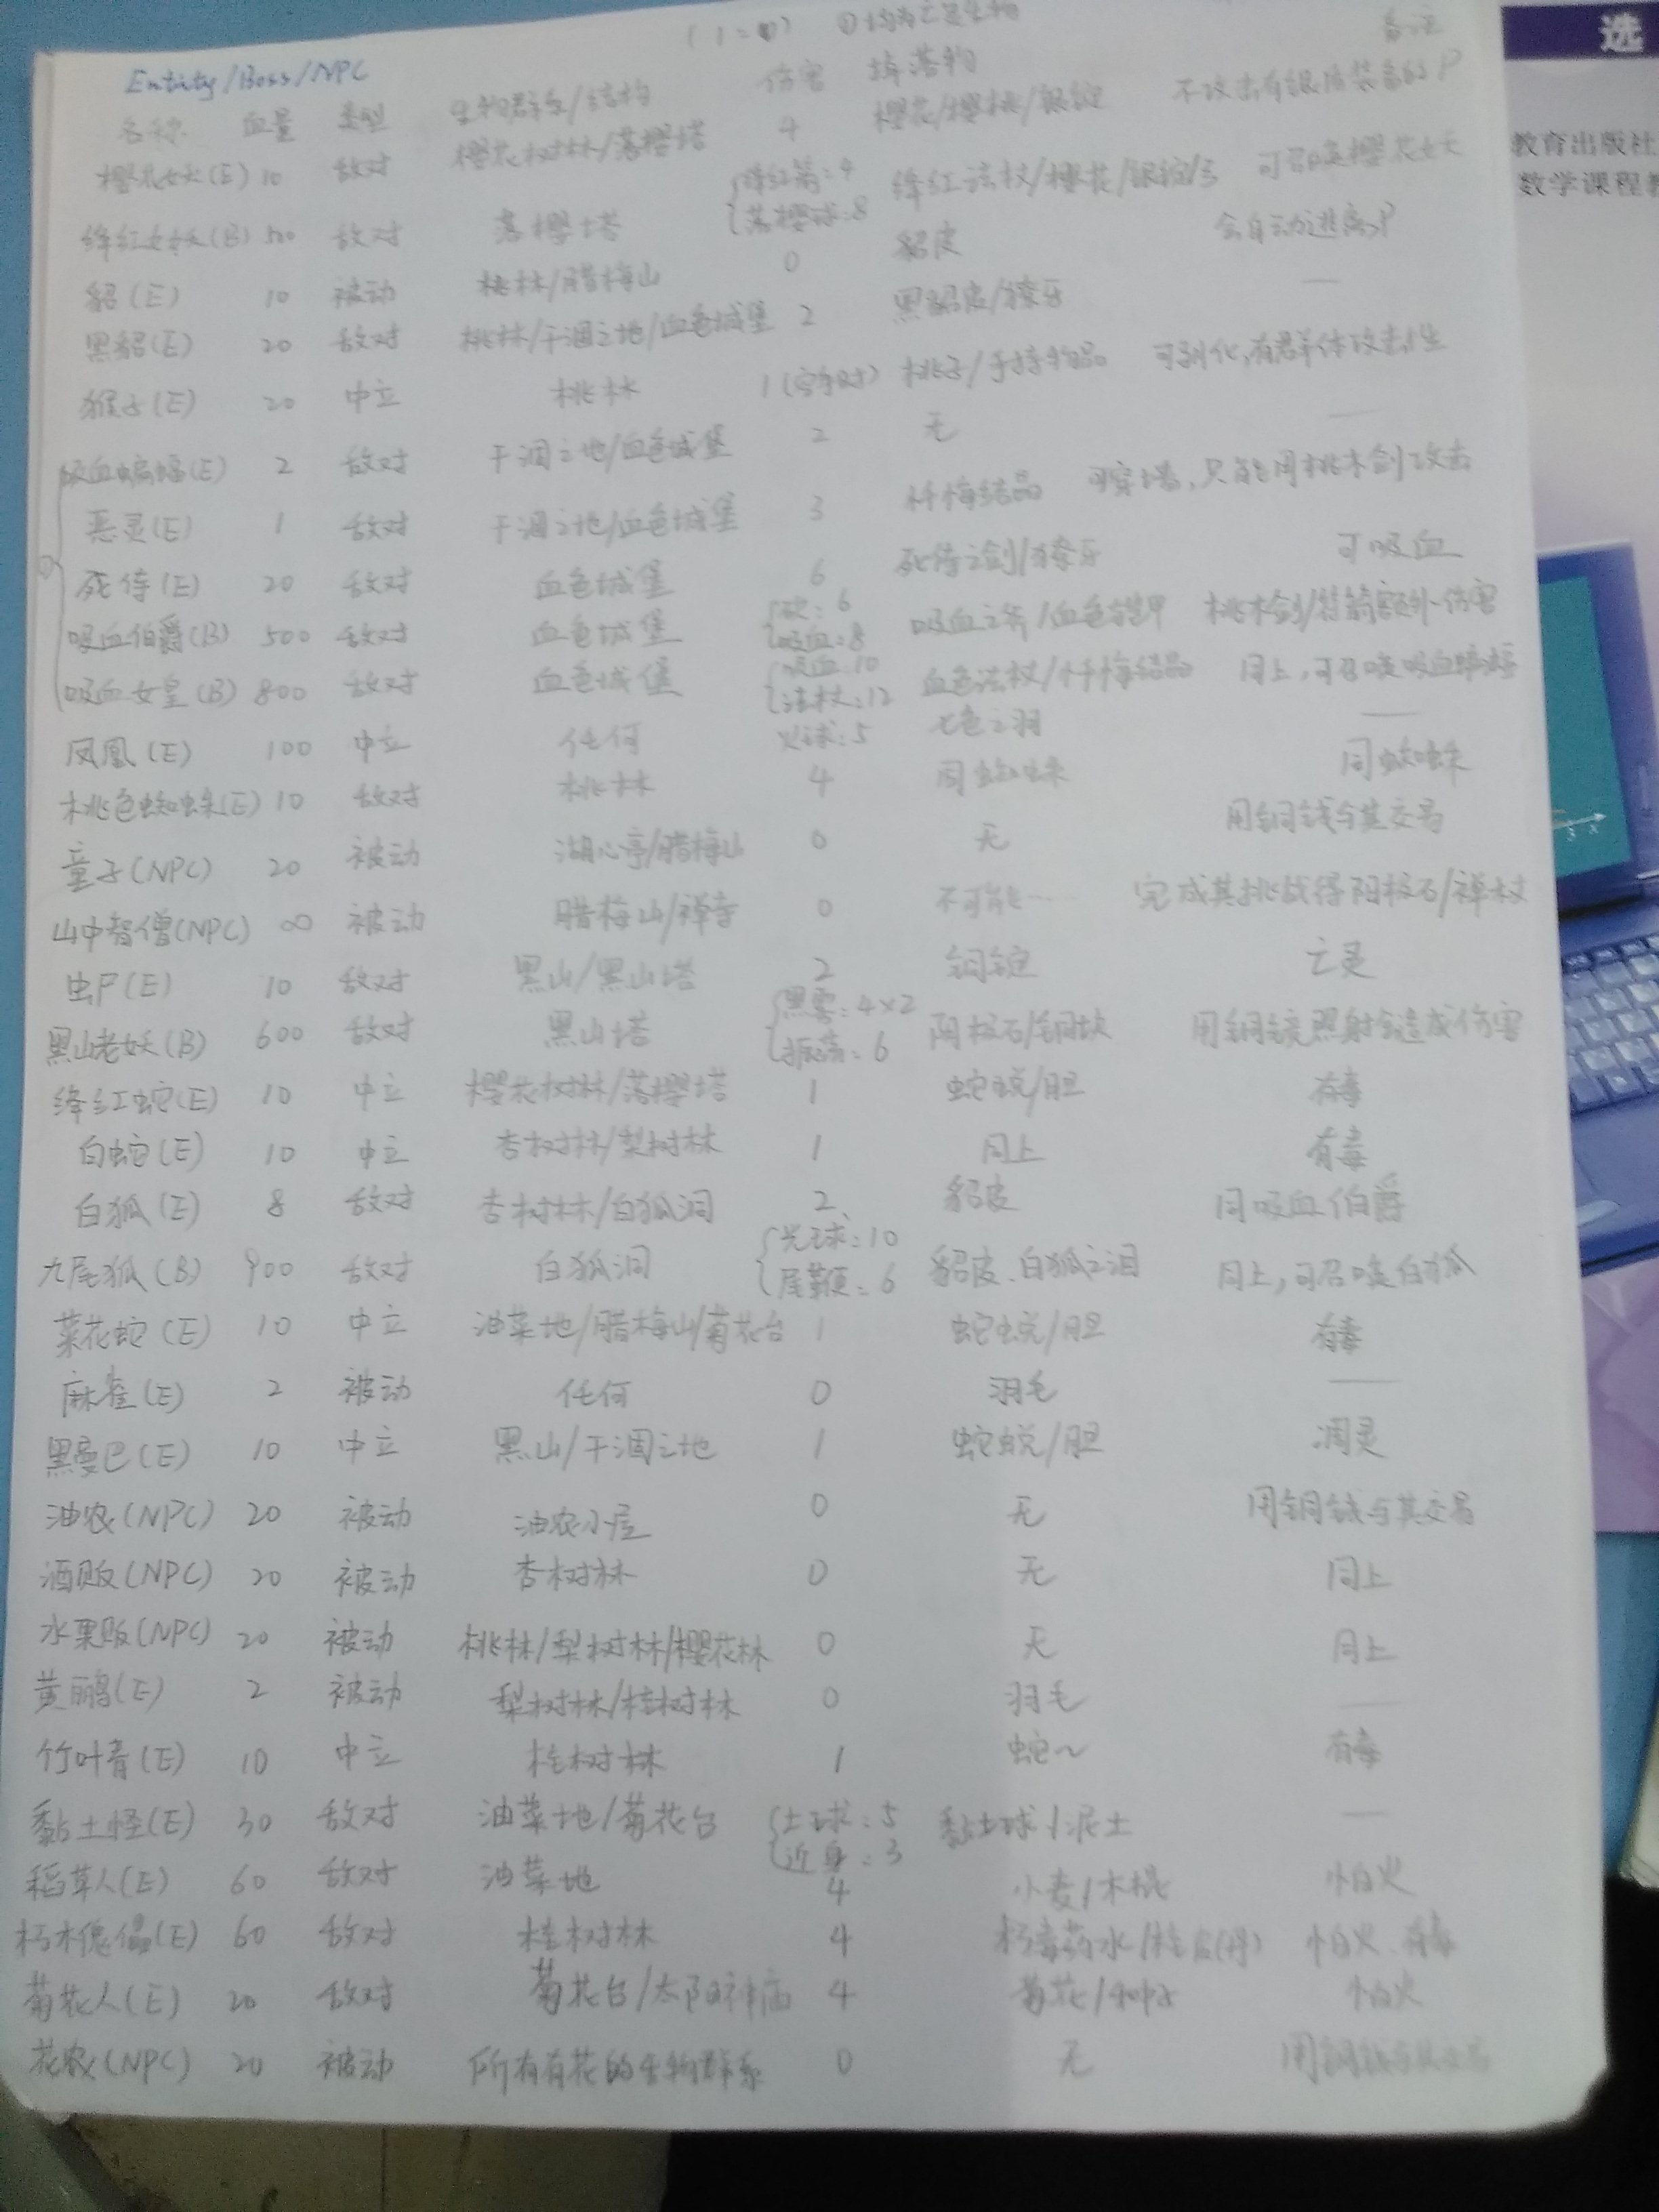 (1=0) ①均为亡灵生物
Entity/Boss/NPC
名称 血量 类型 生物群系/结构 伤害 掉落物 备注
樱花女妖(E) 10 敌对 樱花树林/落樱塔 4 樱花/樱桃/银锭 不攻击有银质装备的P
绛红女妖(B) 500 敌对 落樱塔 {绛红箭:4 落樱球:8 绛红法杖/樱花/银锭 可召唤樱花女妖
貂(E) 10 被动 桃林/腊梅山 0 貂皮 会自动逃离P
黑貂(E) 20 敌对 桃林/干涸之地/血色城堡 2 黑貂皮/獠牙 —
猴子(E) 20 中立 桃林 1(空手时) 桃子/手持物品 可驯化,有群体攻击性
吸血蝙蝠(E) 2 敌对 干涸之地/血色城堡 2 无 —
恶灵(E) 1 敌对 干涸之地/血色城堡 3 忏悔结晶 可穿墙,只能用桃木剑攻击
① 死侍(E) 20 敌对 血色城堡 6 死侍之剑/獠牙 可吸血
吸血伯爵(B) 500 敌对 血色城堡 {砍:6 吸血:8 吸血之斧/血色铠甲 桃木剑/符箭额外伤害
吸血女皇(B) 800 敌对 血色城堡 {吸血:10 法杖:12 血色法杖/忏悔结晶 同上,可召唤吸血蝙蝠
凤凰(E) 100 中立 任何 火球:5 七色之羽 —
桃色蜘蛛(E) 10 敌对 桃林 4 同蜘蛛 同蜘蛛
童子(NPC) 20 被动 湖心亭/腊梅山 0 无 用铜钱与其交易
山中智僧(NPC) ∞ 被动 腊梅山/禅寺 0 不可能… 完成其挑战得阴极石/禅杖
虫尸(E) 10 敌对 黑山/黑山塔 2 铜锭 亡灵
黑山老妖(B) 600 敌对 黑山塔 {黑雾:4×2 振荡:6 阴极石/铜块 用铜镜照射会造成伤害
绛红蛇(E) 10 中立 樱花树林/落樱塔 1 蛇蜕/胆 有毒
白蛇(E) 10 中立 杏树林/梨树林 1 同上 有毒
白狐(E) 8 敌对 杏树林/白狐洞 2 貂皮 同吸血伯爵
九尾狐(B) 900 敌对 白狐洞 {光球:10 尾鞭:6 貂皮、白狐之泪 同上,可召唤白狐
菜花蛇(E) 10 中立 油菜地/腊梅山/菊花台 1 蛇蜕/胆 有毒
麻雀(E) 2 被动 任何 0 羽毛 —
黑曼巴(E) 10 中立 黑山/干涸之地 1 蛇蜕/胆 凋灵
油农(NPC) 20 被动 油农小屋 0 无 用铜钱与其交易
酒贩(NPC) 20 被动 杏树林 0 无 同上
水果贩(NPC) 20 被动 桃林/梨树林/樱花林 0 无 同上
黄鹂(E) 2 被动 梨树林/桂树林 0 羽毛 —
竹叶青(E) 10 中立 桂树林 1 蛇~ 有毒
黏土怪(E) 30 敌对 油菜地/菊花台 {土球:5 近身:3 黏土球/泥土 —
稻草人(E) 60 敌对 油菜地 4 小麦/木棍 怕火
朽木傀儡(E) 60 敌对 桂树林 4 朽毒药水 怕火、有毒
菊花人(E) 20 敌对 菊花台/太阳神庙 4 菊花/ 怕火
花农(NPC) 20 被动 所有有花的生物群系 0 无 用铜钱与其交易
选
教育出版社
数学课程教
3 x